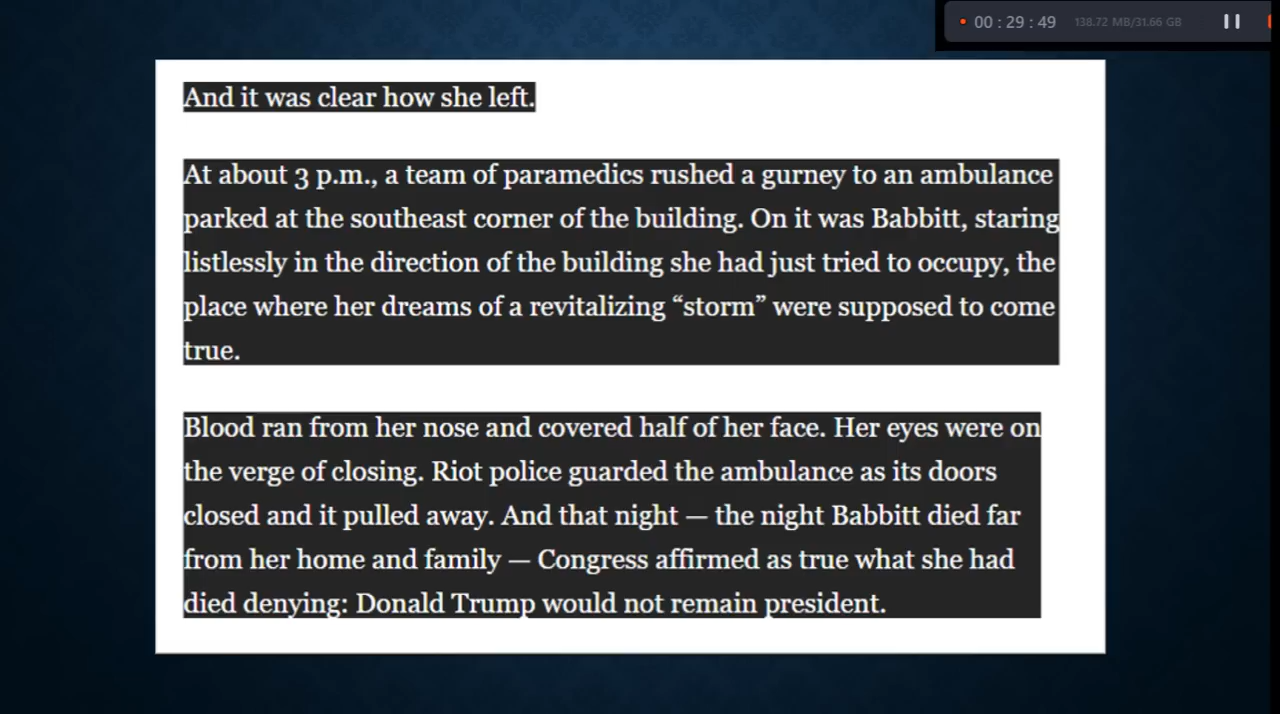 00 : 29 : 49 138.72 MB/31.66 GB
And it was clear how she left.
At about 3 p.m., a team of paramedics rushed a gurney to an ambulance
parked at the southeast corner of the building. On it was Babbitt, staring
listlessly in the direction of the building she had just tried to occupy, the
place where her dreams of a revitalizing “storm” were supposed to come
true.
Blood ran from her nose and covered half of her face. Her eyes were on
the verge of closing. Riot police guarded the ambulance as its doors
closed and it pulled away. And that night — the night Babbitt died far
from her home and family — Congress affirmed as true what she had
died denying: Donald Trump would not remain president.